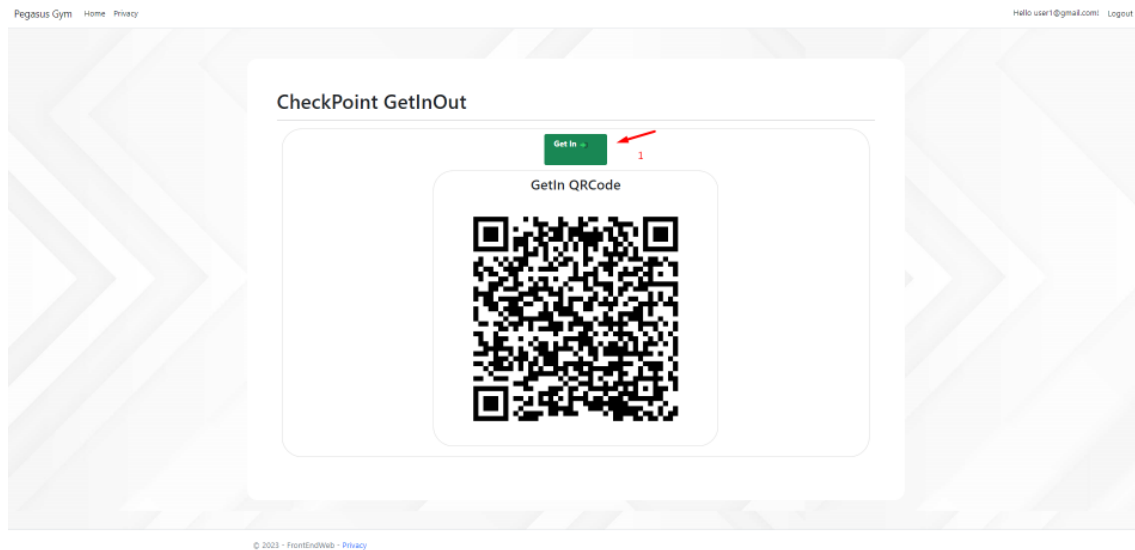 Pegasus Gym Home Privacy Hello user1@gmail.com! Logout
CheckPoint GetInOut
Get In
1
GetIn QRCode
© 2023 - FrontEndWeb - Privacy